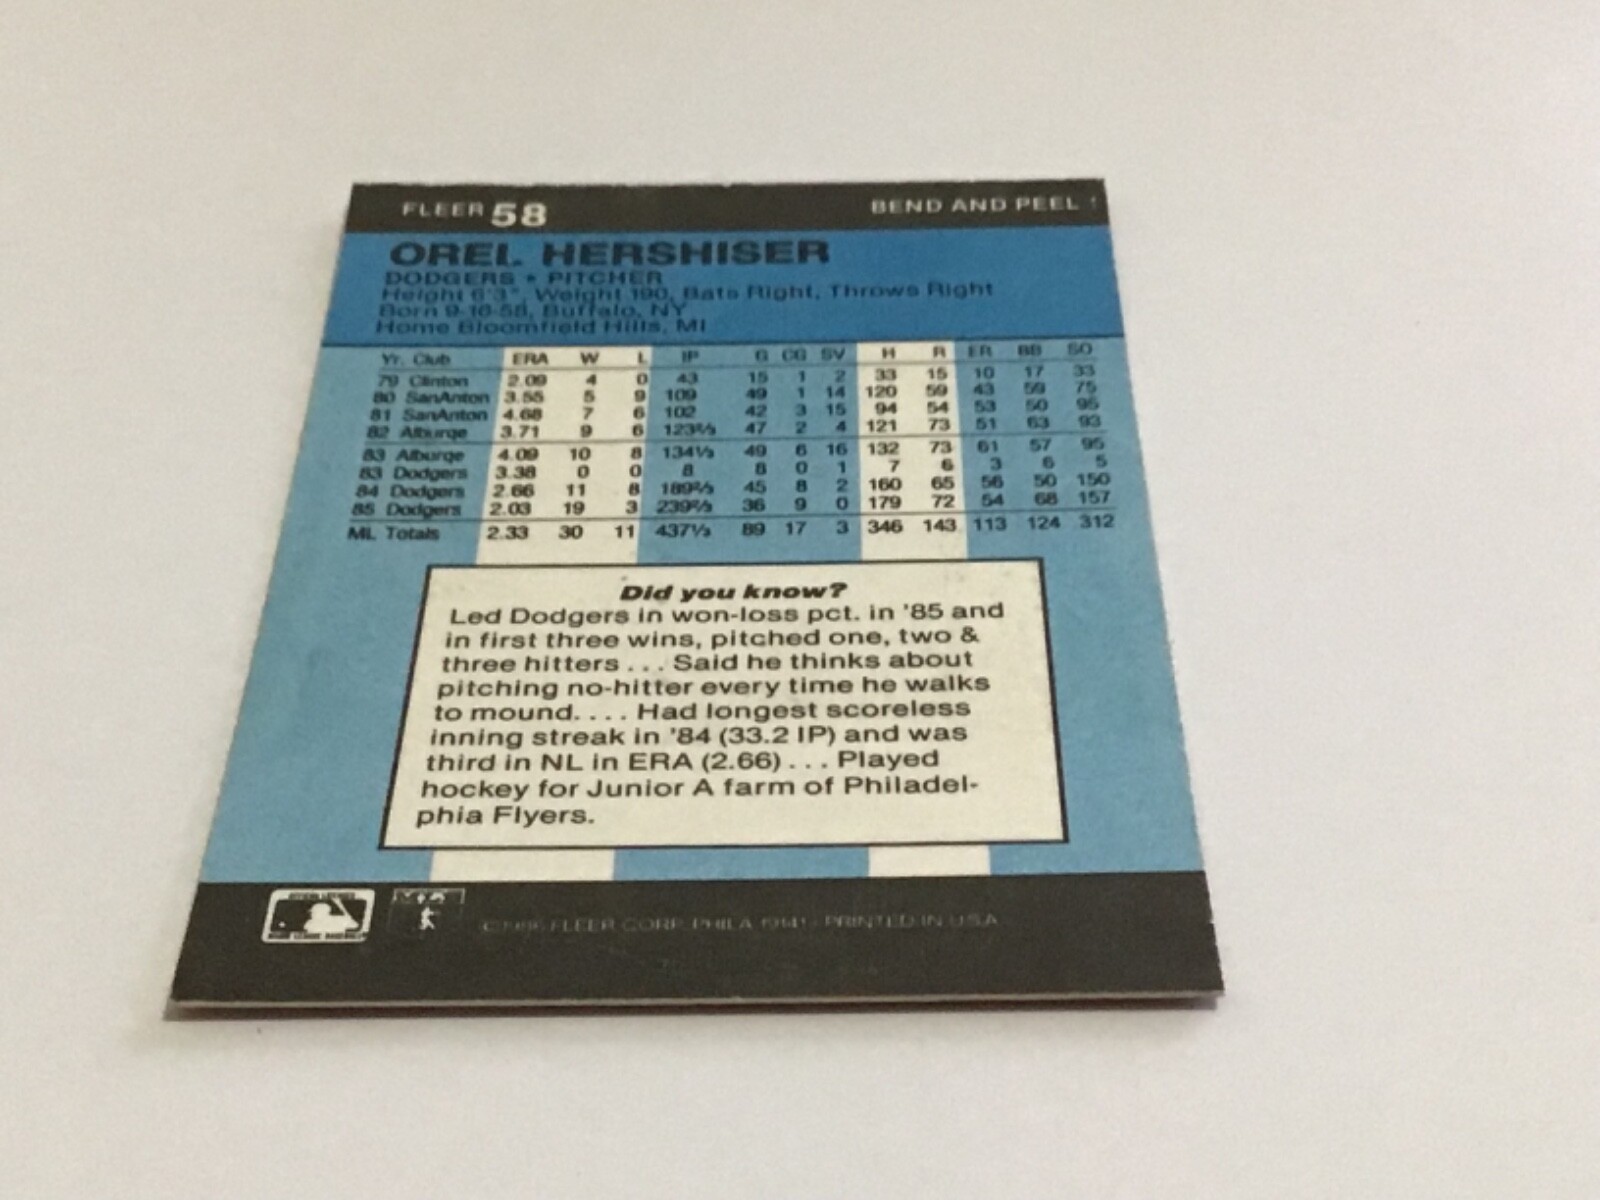 FLEER 58 BEND AND PEEL ↑
OREL HERSHISER
DODGERS • PITCHER
Height 6'3", Weight 190, Bats Right, Throws Right
Born 9-16-58, Buffalo, NY
Home Bloomfield Hills, MI
Yr. Club ERA W L IP G CG SV H R ER BB SO
79 Clinton 2.09 4 0 43 15 1 2 33 15 10 17 33
80 SanAnton 3.55 5 9 109 49 1 14 120 59 43 59 75
81 SanAnton 4.68 7 6 102 42 3 15 94 54 53 50 95
82 Alburqe 3.71 9 6 123⅔ 47 2 4 121 73 51 63 93
83 Alburqe 4.09 10 8 134⅓ 49 6 16 132 73 61 57 95
83 Dodgers 3.38 0 0 8 8 0 1 7 6 3 6 5
84 Dodgers 2.66 11 8 189⅔ 45 8 2 160 65 56 50 150
85 Dodgers 2.03 19 3 239⅔ 36 9 0 179 72 54 68 157
ML Totals 2.33 30 11 437⅓ 89 17 3 346 143 113 124 312
Did you know?
Led Dodgers in won-loss pct. in '85 and
in first three wins, pitched one, two &
three hitters . . . Said he thinks about
pitching no-hitter every time he walks
to mound. . . . Had longest scoreless
inning streak in '84 (33.2 IP) and was
third in NL in ERA (2.66) . . . Played
hockey for Junior A farm of Philadel-
phia Flyers.
©1986 FLEER CORP. PHILA 19141 - PRINTED IN U.S.A.